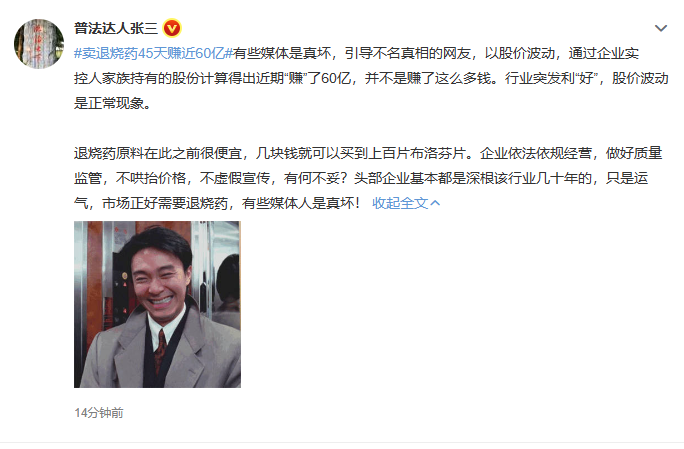 普法达人张三
#卖退烧药45天赚近60亿#有些媒体是真坏，引导不名真相的网友，以股价波动，通过企业实
控人家族持有的股份计算得出近期“赚”了60亿，并不是赚了这么多钱。行业突发利“好”，股价波动
是正常现象。
退烧药原料在此之前很便宜，几块钱就可以买到上百片布洛芬片。企业依法依规经营，做好质量
监管，不哄抬价格，不虚假宣传，有何不妥？头部企业基本都是深根该行业几十年的，只是运
气，市场正好需要退烧药，有些媒体人是真坏！ 收起全文
14分钟前